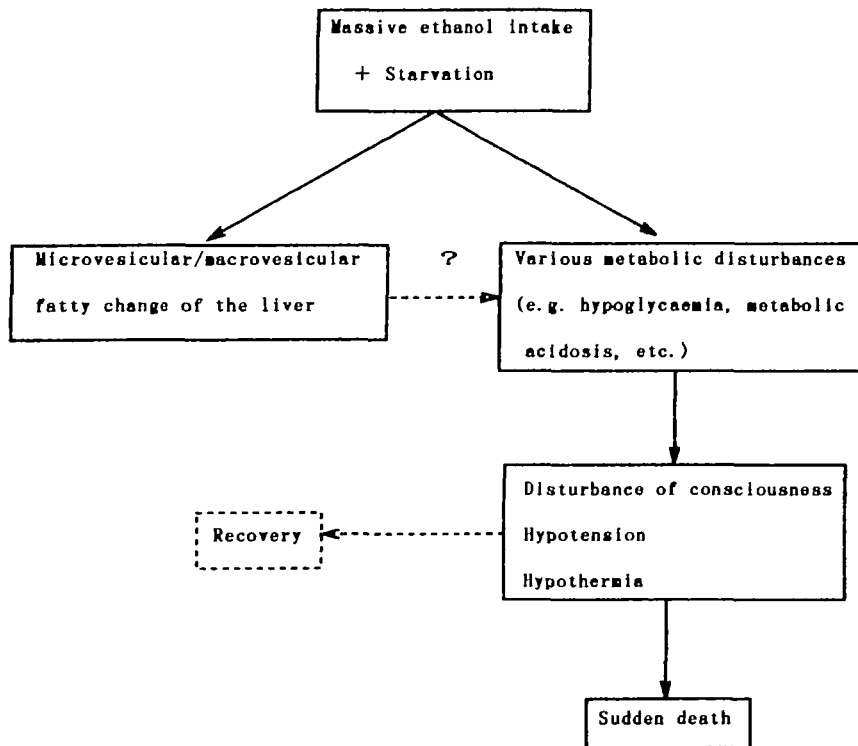 Massive ethanol intake
+ Starvation
Microvesicular/macrovesicular
fatty change of the liver
?
Various metabolic disturbances
(e.g. hypoglycaemia, metabolic
acidosis, etc.)
Disturbance of consciousness
Hypotension
Hypothermia
Recovery
Sudden death